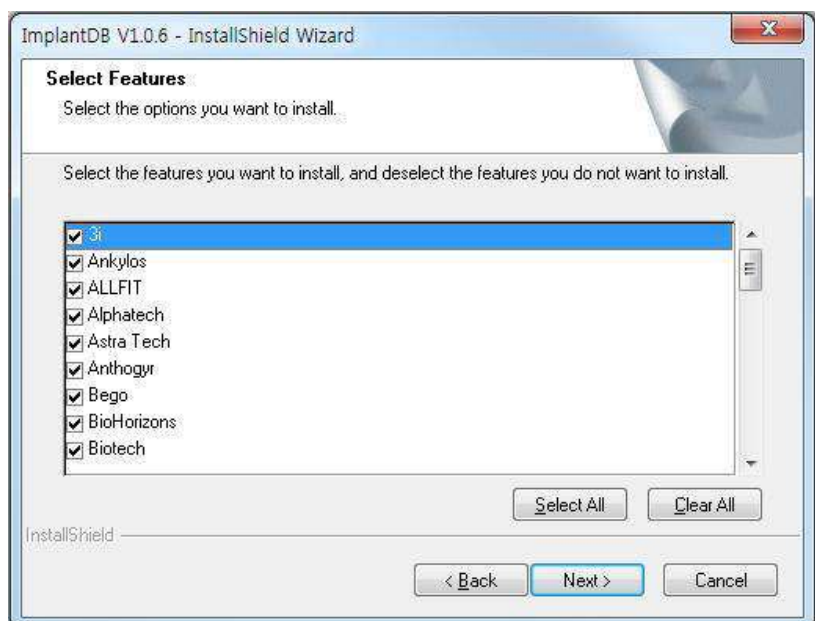 ImplantDB V1.0.6 - InstallShield Wizard
Select Features
Select the options you want to install.
Select the features you want to install, and deselect the features you do not want to install.
3i
Ankylos
ALLFIT
Alphatech
Astra Tech
Anthogyr
Bego
BioHorizons
Biotech
Select All Clear All
InstallShield
< Back Next > Cancel